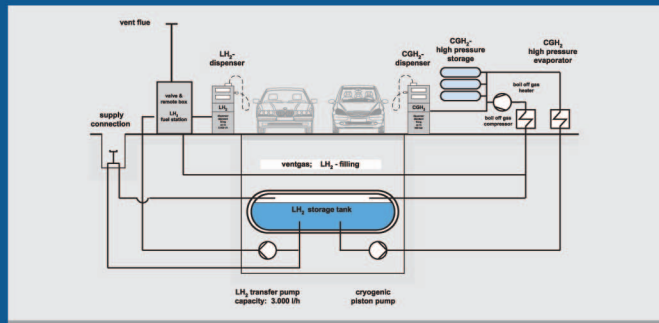 vent flue
LH₂-
dispenser
CGH₂-
dispenser
CGH₂-
high pressure
storage
CGH₂
high pressure
evaporator
boil off gas
heater
boil off gas
compressor
valve &
remote box
LH₂
fuel station
LH₂
CGH₂
supply
connection
ventgas; LH₂ - filling
LH₂ storage tank
LH₂ transfer pump
capacity: 3.000 l/h
cryogenic
piston pump